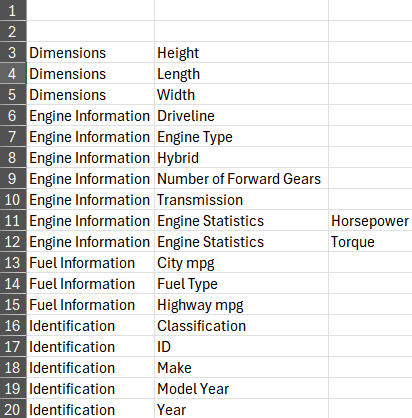 1
2
3 Dimensions Height
4 Dimensions Length
5 Dimensions Width
6 Engine Information Driveline
7 Engine Information Engine Type
8 Engine Information Hybrid
9 Engine Information Number of Forward Gears
10 Engine Information Transmission
11 Engine Information Engine Statistics Horsepower
12 Engine Information Engine Statistics Torque
13 Fuel Information City mpg
14 Fuel Information Fuel Type
15 Fuel Information Highway mpg
16 Identification Classification
17 Identification ID
18 Identification Make
19 Identification Model Year
20 Identification Year